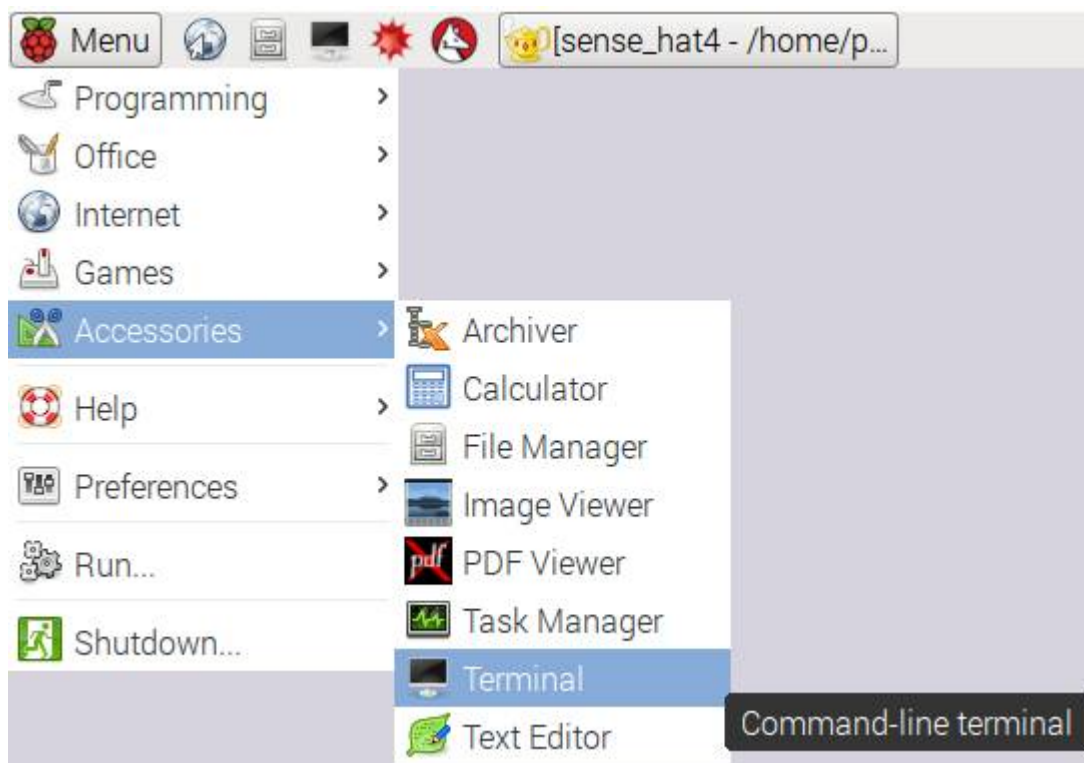 Menu
[sense_hat4 - /home/p...
Programming
Office
Internet
Games
Accessories
Help
Preferences
Run...
Shutdown...
Archiver
Calculator
File Manager
Image Viewer
pdf
PDF Viewer
Task Manager
Terminal
Text Editor
Command-line terminal